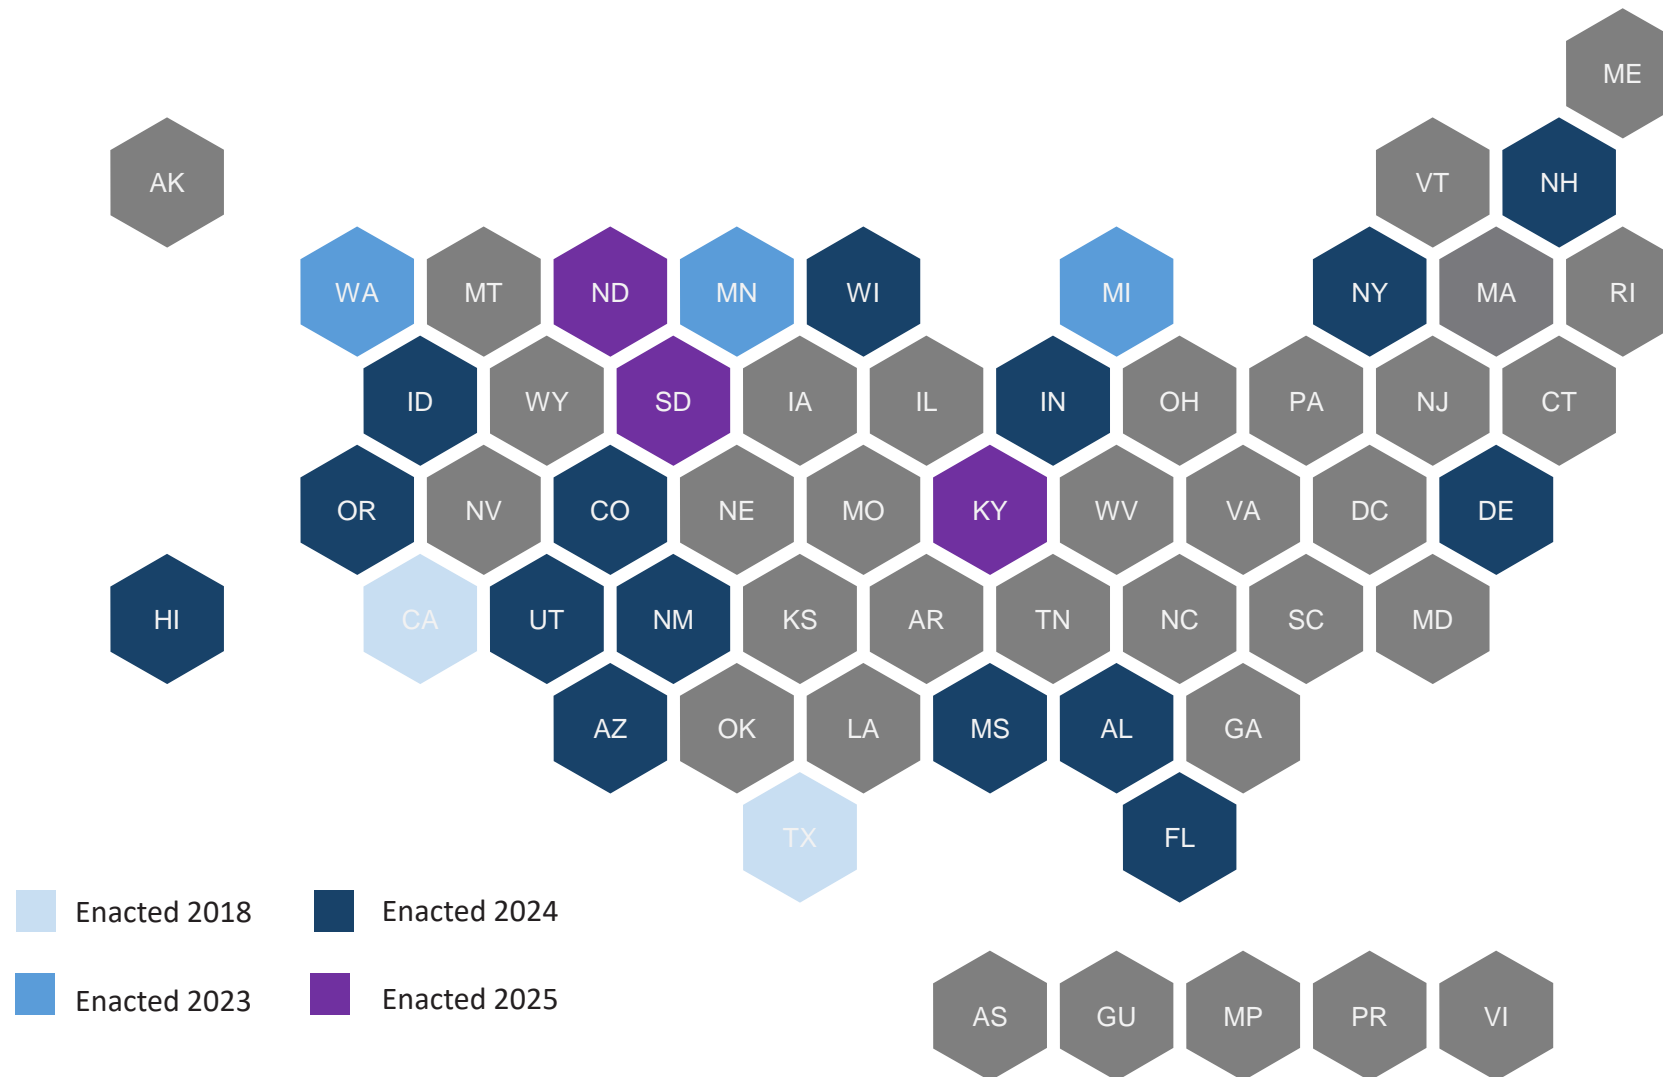 ME
AK
VT
NH
WA
MT
ND
MN
WI
MI
NY
MA
RI
ID
WY
SD
IA
IL
IN
OH
PA
NJ
CT
OR
NV
CO
NE
MO
KY
WV
VA
DC
DE
HI
CA
UT
NM
KS
AR
TN
NC
SC
MD
AZ
OK
LA
MS
AL
GA
TX
FL
Enacted 2018
Enacted 2024
Enacted 2023
Enacted 2025
AS
GU
MP
PR
VI